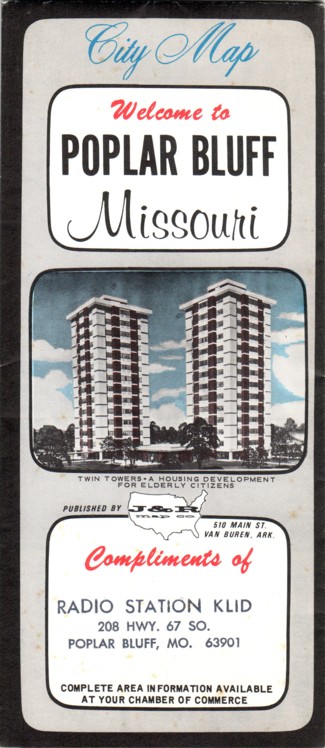 City Map
Welcome to
POPLAR BLUFF
Missouri
TWIN TOWERS • A HOUSING DEVELOPMENT
FOR ELDERLY CITIZENS
PUBLISHED BY
J&R
map co.
510 MAIN ST.
VAN BUREN, ARK.
Compliments of
RADIO STATION KLID
208 HWY. 67 SO.
POPLAR BLUFF, MO. 63901
COMPLETE AREA INFORMATION AVAILABLE
AT YOUR CHAMBER OF COMMERCE